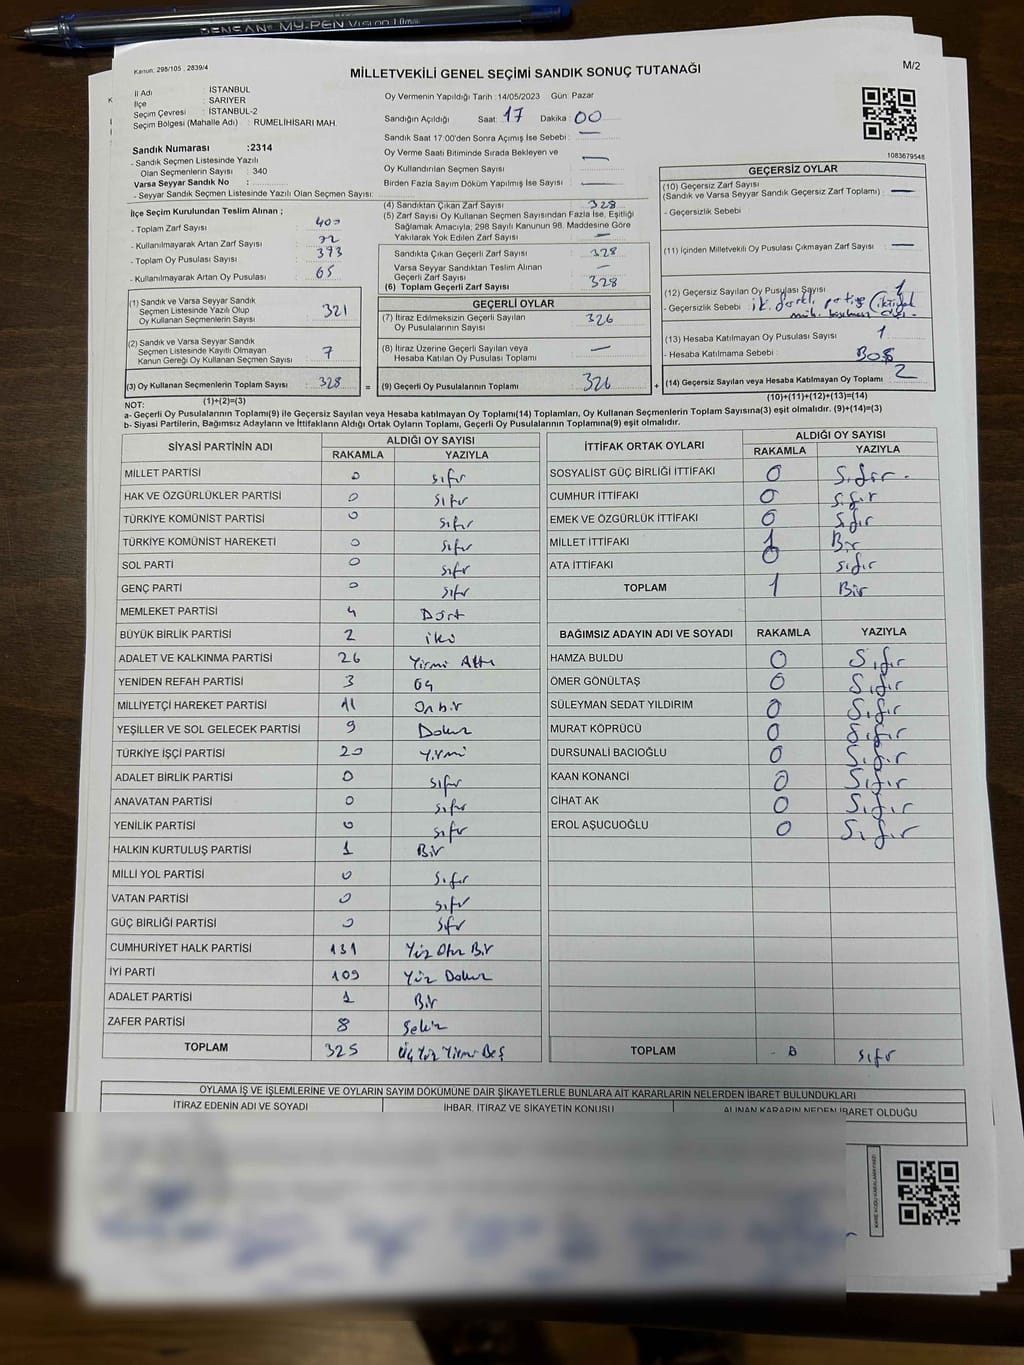 PENSAN® MY-PEN Vision 1.0mm
Kanun: 298/105 , 2839/4
MİLLETVEKİLİ GENEL SEÇİMİ SANDIK SONUÇ TUTANAĞI
M/2
İl Adı : İSTANBUL
İlçe : SARIYER
Seçim Çevresi : İSTANBUL-2
Seçim Bölgesi (Mahalle Adı) : RUMELİHİSARI MAH.
Oy Vermenin Yapıldığı Tarih : 14/05/2023 Gün: Pazar
Sandığın Açıldığı Saat: 17 Dakika: 00
Sandık Saat 17:00'den Sonra Açımış İse Sebebi : —
Oy Verme Saati Bitiminde Sırada Bekleyen ve
Oy Kullandırılan Seçmen Sayısı : —
Birden Fazla Sayım Döküm Yapılmış İse Sayısı : —
1083679548
Sandık Numarası :2314
- Sandık Seçmen Listesinde Yazılı
Olan Seçmenlerin Sayısı : 340
Varsa Seyyar Sandık No :
- Seyyar Sandık Seçmen Listesinde Yazılı Olan Seçmen Sayısı:
İlçe Seçim Kurulundan Teslim Alınan ;
- Toplam Zarf Sayısı : 400
- Kullanılmayarak Artan Zarf Sayısı : 72
- Toplam Oy Pusulası Sayısı : 393
- Kullanılmayarak Artan Oy Pusulası : 65
(1) Sandık ve Varsa Seyyar Sandık
Seçmen Listesinde Yazılı Olup
Oy Kullanan Seçmenlerin Sayısı : 321
(2) Sandık ve Varsa Seyyar Sandık
Seçmen Listesinde Kayıtlı Olmayan
Kanun Gereği Oy Kullanan Seçmen Sayısı : 7
(3) Oy Kullanan Seçmenlerin Toplam Sayısı : 328 =
(1)+(2)=(3)
(4) Sandıktan Çıkan Zarf Sayısı : 328
(5) Zarf Sayısı Oy Kullanan Seçmen Sayısından Fazla İse, Eşitliği
Sağlamak Amacıyla; 298 Sayılı Kanunun 98. Maddesine Göre
Yakılarak Yok Edilen Zarf Sayısı : —
Sandıkta Çıkan Geçerli Zarf Sayısı : 328
Varsa Seyyar Sandıktan Teslim Alınan
Geçerli Zarf Sayısı : —
(6) Toplam Geçerli Zarf Sayısı : 328
GEÇERLİ OYLAR
(7) İtiraz Edilmeksizin Geçerli Sayılan
Oy Pusulalarının Sayısı : 326
(8) İtiraz Üzerine Geçerli Sayılan veya
Hesaba Katılan Oy Pusulası Toplamı : —
(9) Geçerli Oy Pusulalarının Toplamı : 326 +
GEÇERSİZ OYLAR
(10) Geçersiz Zarf Sayısı
(Sandık ve Varsa Seyyar Sandık Geçersiz Zarf Toplamı) : —
- Geçersizlik Sebebi :
(11) İçinden Milletvekili Oy Pusulası Çıkmayan Zarf Sayısı : —
(12) Geçersiz Sayılan Oy Pusulası Sayısı : 1
- Geçersizlik Sebebi : iki farklı partiye
(13) Hesaba Katılmayan Oy Pusulası Sayısı : 1
- Hesaba Katılmama Sebebi : BOŞ
(14) Geçersiz Sayılan veya Hesaba Katılmayan Oy Toplamı : 2
(10)+(11)+(12)+(13)=(14)
NOT:
a- Geçerli Oy Pusulalarının Toplamı(9) ile Geçersiz Sayılan veya Hesaba katılmayan Oy Toplamı(14) Toplamları, Oy Kullanan Seçmenlerin Toplam Sayısına(3) eşit olmalıdır. (9)+(14)=(3)
b- Siyasi Partilerin, Bağımsız Adayların ve İttifakların Aldığı Ortak Oyların Toplamı, Geçerli Oy Pusulalarının Toplamına(9) eşit olmalıdır.
SİYASİ PARTİNİN ADI ALDIĞI OY SAYISI
RAKAMLA YAZIYLA
MİLLET PARTİSİ 0 sıfır
HAK VE ÖZGÜRLÜKLER PARTİSİ 0 sıfır
TÜRKİYE KOMÜNİST PARTİSİ 0 sıfır
TÜRKİYE KOMÜNİST HAREKETİ 0 sıfır
SOL PARTİ 0 sıfır
GENÇ PARTİ 0 sıfır
MEMLEKET PARTİSİ 4 Dört
BÜYÜK BİRLİK PARTİSİ 2 iki
ADALET VE KALKINMA PARTİSİ 26 Yirmi Altı
YENİDEN REFAH PARTİSİ 3 Üç
MİLLİYETÇİ HAREKET PARTİSİ 11 Onbir
YEŞİLLER VE SOL GELECEK PARTİSİ 9 Dokuz
TÜRKİYE İŞÇİ PARTİSİ 20 Yirmi
ADALET BİRLİK PARTİSİ 0 sıfır
ANAVATAN PARTİSİ 0 sıfır
YENİLİK PARTİSİ 0 sıfır
HALKIN KURTULUŞ PARTİSİ 1 Bir
MİLLİ YOL PARTİSİ 0 sıfır
VATAN PARTİSİ 0 sıfır
GÜÇ BİRLİĞİ PARTİSİ 0 sıfır
CUMHURİYET HALK PARTİSİ 131 Yüz Otuz Bir
İYİ PARTİ 109 Yüz Dokuz
ADALET PARTİSİ 1 Bir
ZAFER PARTİSİ 8 Sekiz
TOPLAM 325 Üç Yüz Yirmi Beş
İTTİFAK ORTAK OYLARI ALDIĞI OY SAYISI
RAKAMLA YAZIYLA
SOSYALİST GÜÇ BİRLİĞİ İTTİFAKI 0 Sıfır
CUMHUR İTTİFAKI 0 sıfır
EMEK VE ÖZGÜRLÜK İTTİFAKI 0 Sıfır
MİLLET İTTİFAKI 1 Bir
ATA İTTİFAKI 0 sıfır
TOPLAM 1 Bir
BAĞIMSIZ ADAYIN ADI VE SOYADI RAKAMLA YAZIYLA
HAMZA BULDU 0 Sıfır
ÖMER GÖNÜLTAŞ 0 Sıfır
SÜLEYMAN SEDAT YILDIRIM 0 Sıfır
MURAT KÖPRÜCÜ 0 Sıfır
DURSUNALİ BACIOĞLU 0 Sıfır
KAAN KONANCİ 0 Sıfır
CİHAT AK 0 Sıfır
EROL AŞUCUOĞLU 0 Sıfır
TOPLAM 0 sıfır
OYLAMA İŞ VE İŞLEMLERİNE VE OYLARIN SAYIM DÖKÜMÜNE DAİR ŞİKAYETLERLE BUNLARA AİT KARARLARIN NELERDEN İBARET BULUNDUKLARI
İTİRAZ EDENİN ADI VE SOYADI İHBAR, İTİRAZ VE ŞİKAYETİN KONUSU ALINAN KARARIN NEDEN İBARET OLDUĞU